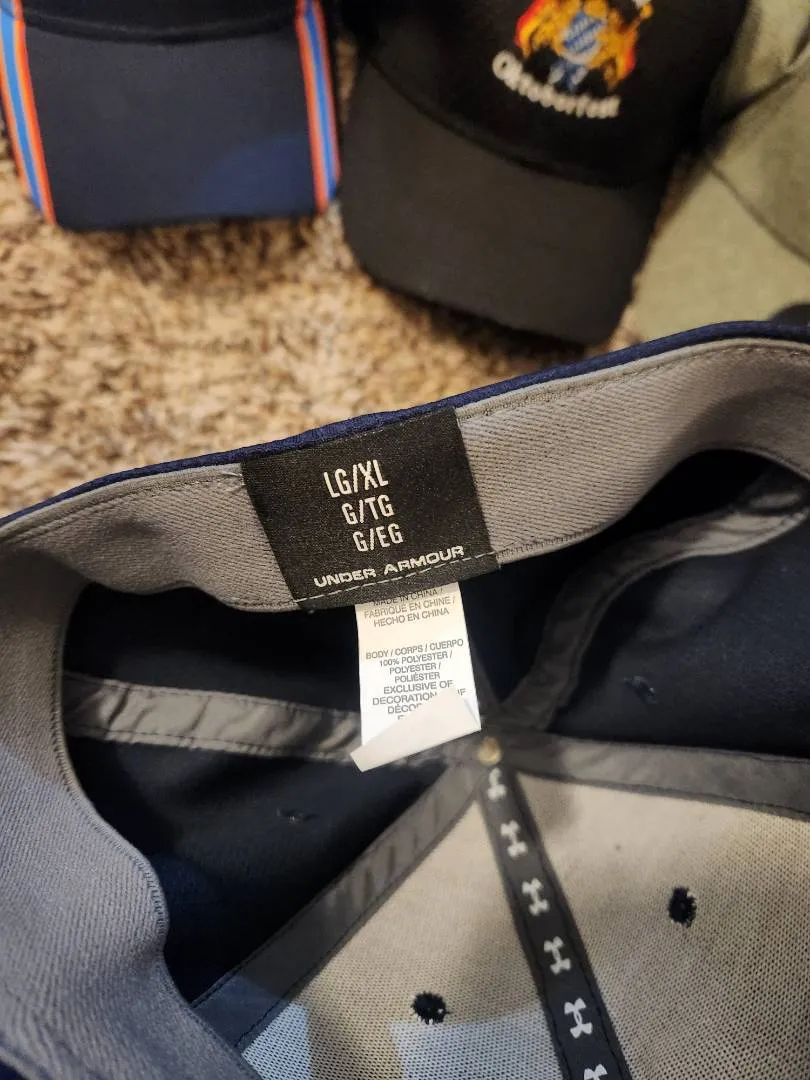 Oktoberfest
LG/XL
G/TG
G/EG
UNDER ARMOUR
MADE IN CHINA /
FABRIQUE EN CHINE /
HECHO EN CHINA
BODY / CORPS / CUERPO
100% POLYESTER /
POLYESTER /
POLIÉSTER
EXCLUSIVE OF
DECORATION